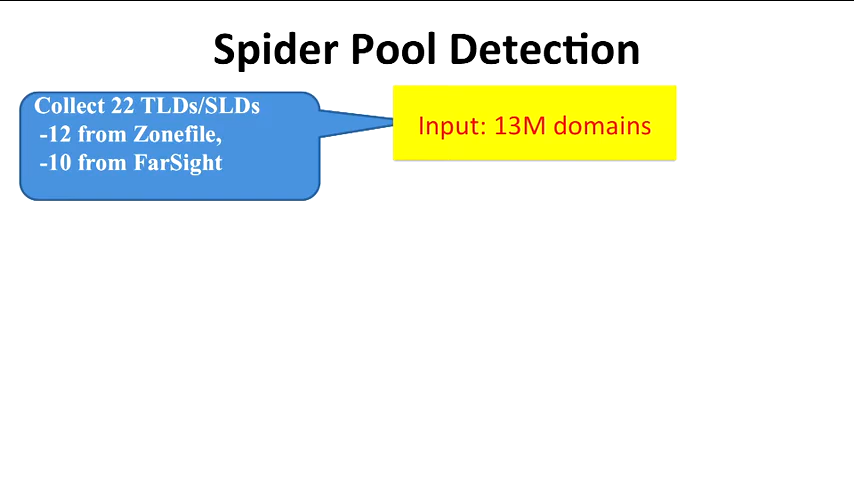 Spider Pool Detection
Collect 22 TLDs/SLDs
-12 from Zonefile,
-10 from FarSight
Input: 13M domains